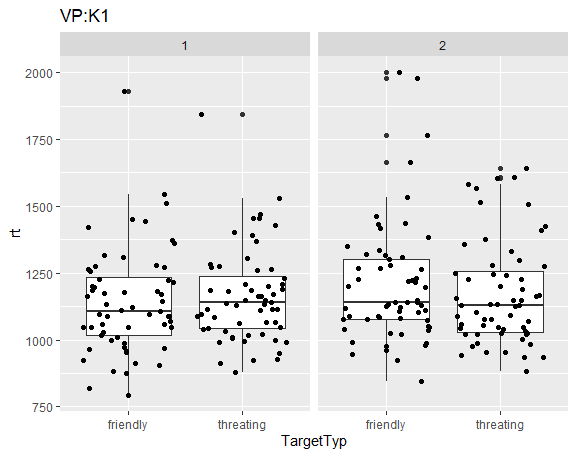 VP:K1
1 2
2000
1750
1500
1250
1000
750
rt
friendly threating friendly threating
TargetTyp